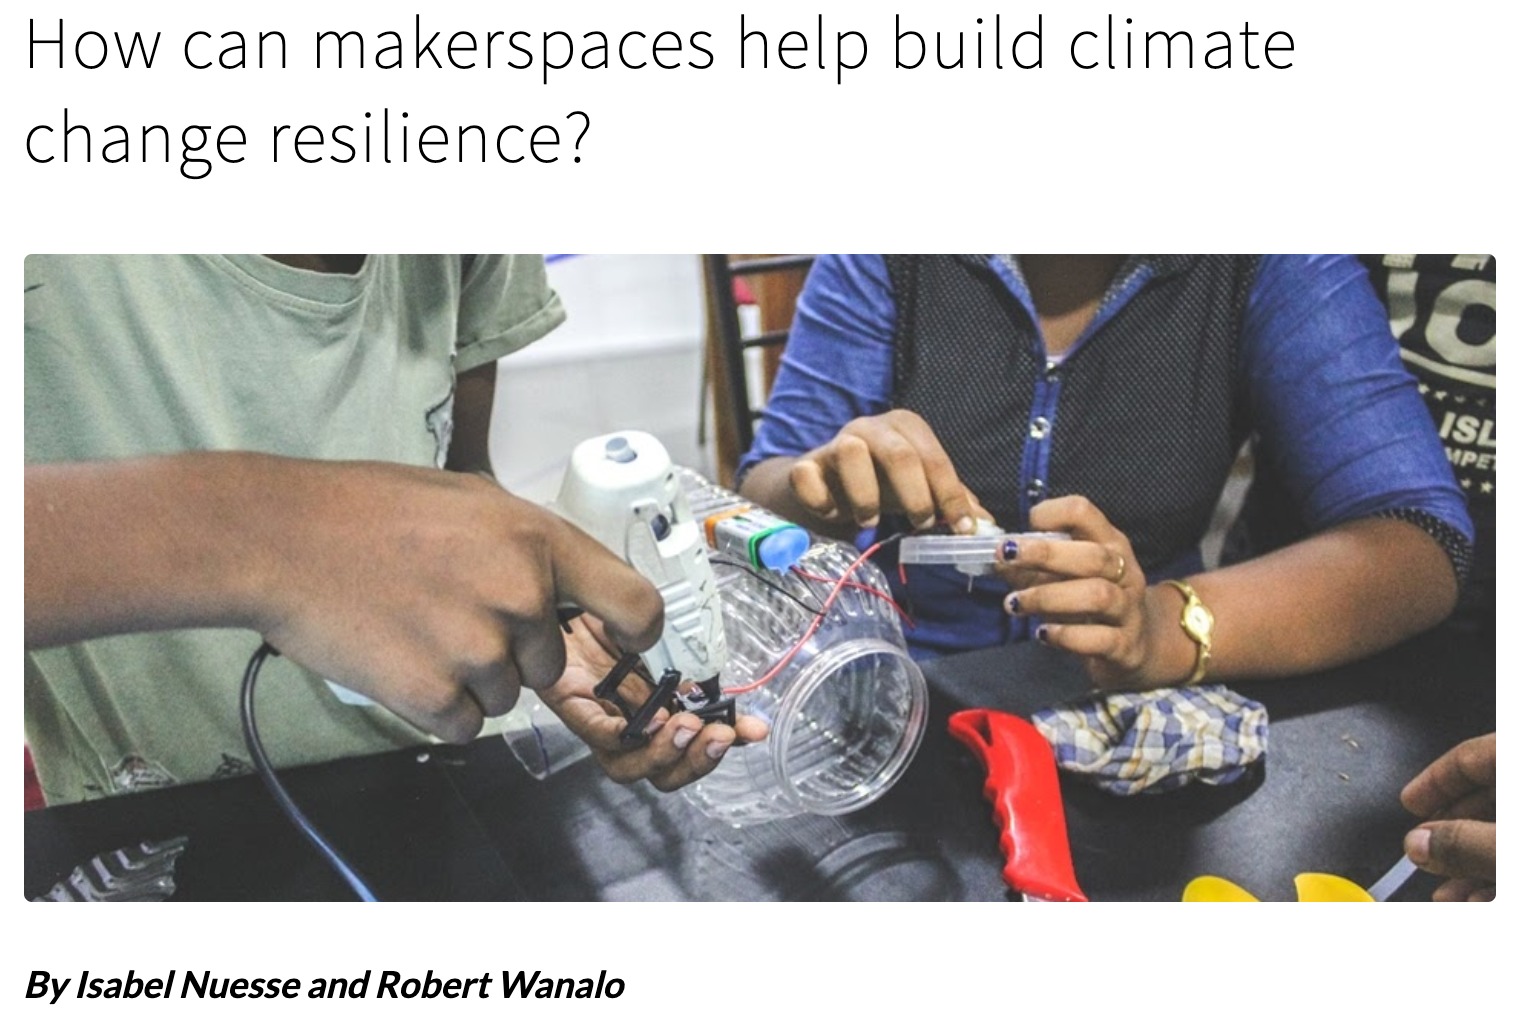 How can makerspaces help build climate
change resilience?
ISL
MPET
By Isabel Nuesse and Robert Wanalo